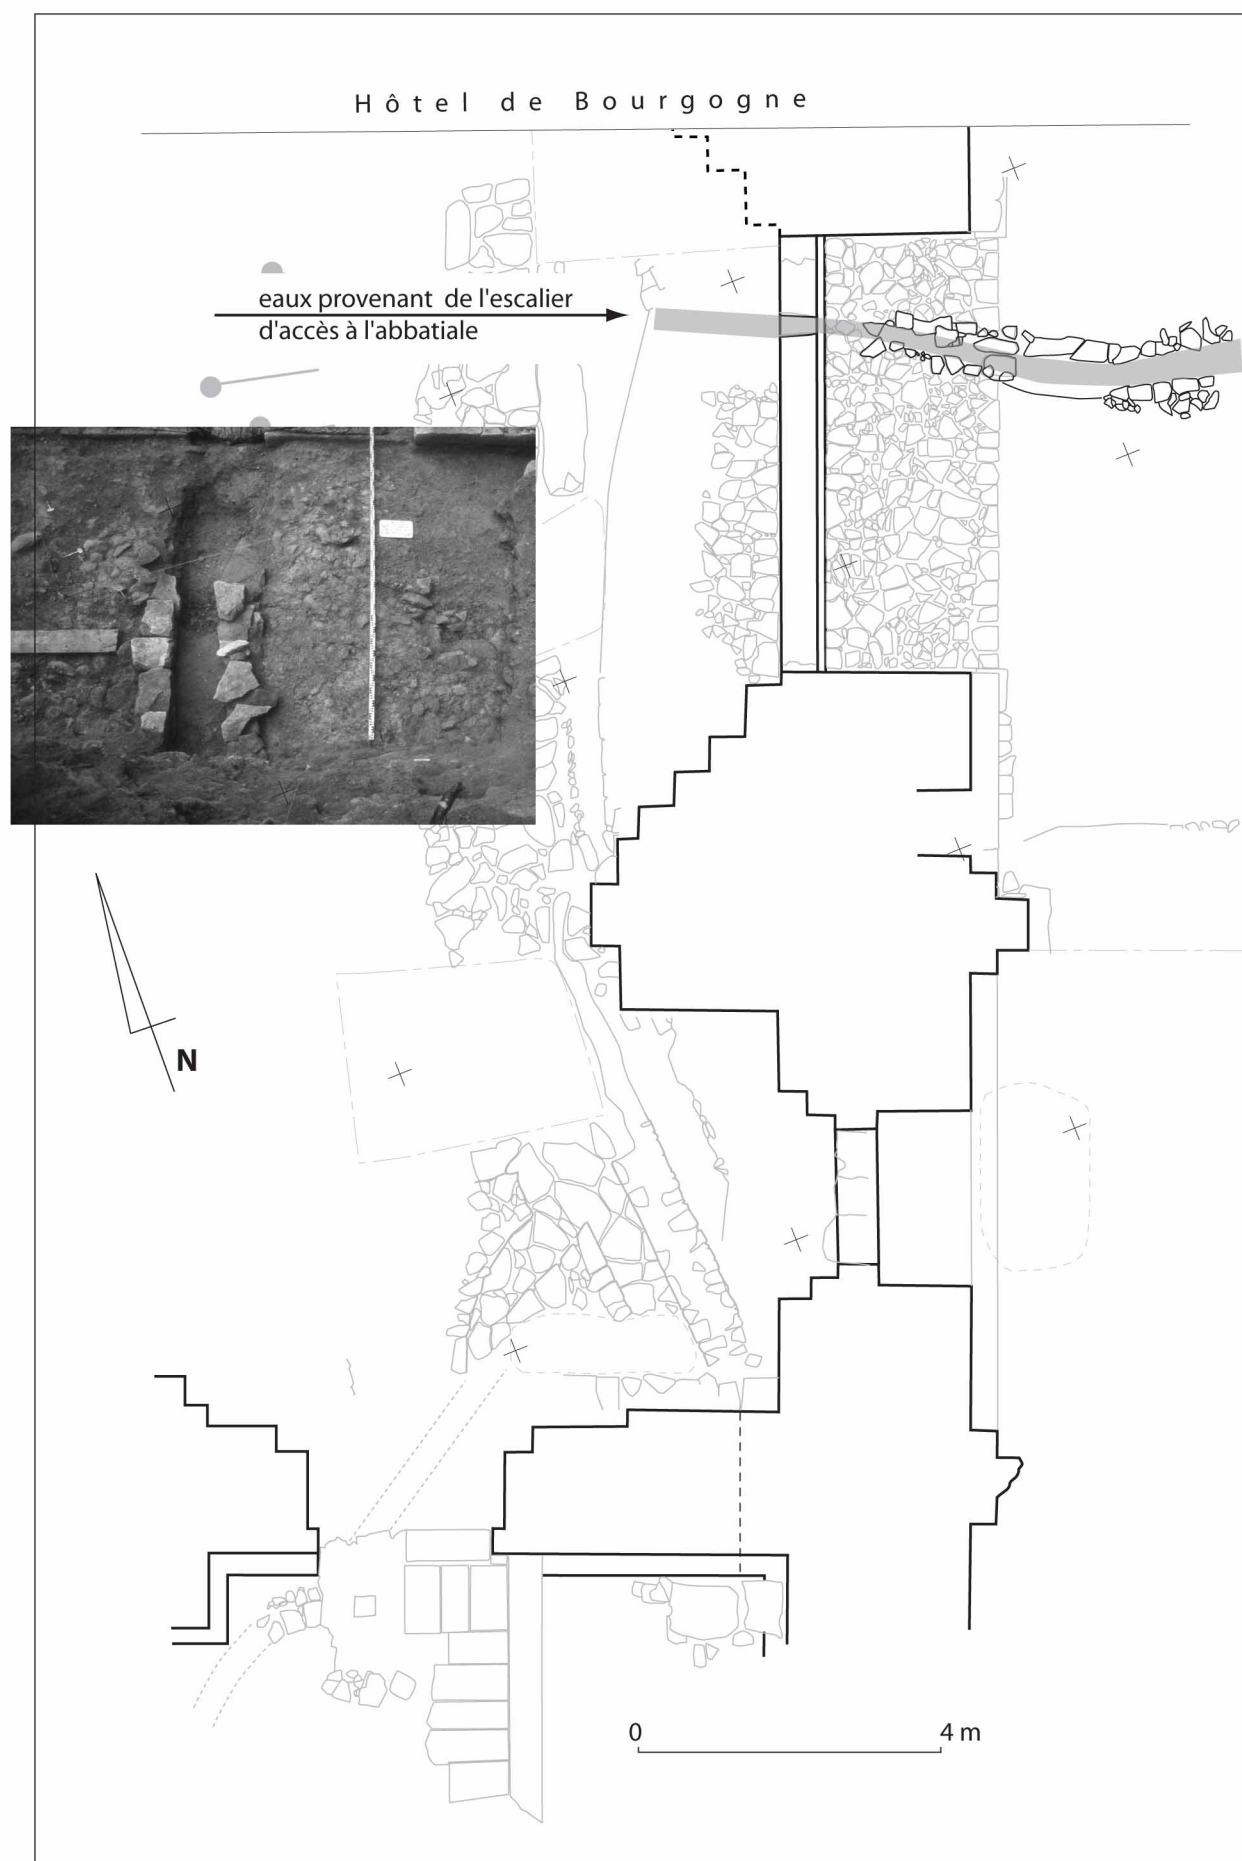 Hôtel de Bourgogne
eaux provenant de l'escalier
d'accès à l'abbatiale
N
0 4 m